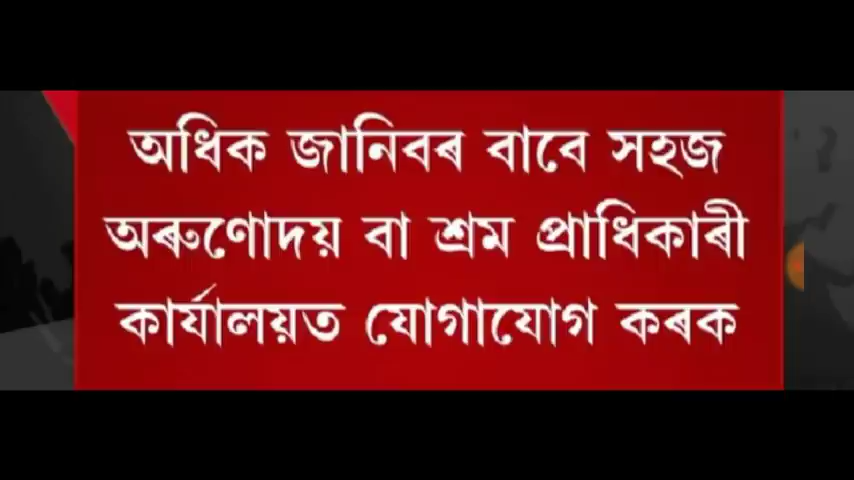 অধিক জানিবৰ বাবে সহজ
অৰুণোদয় বা শ্ৰম প্ৰাধিকাৰী
কাৰ্যালয়ত যোগাযোগ কৰক